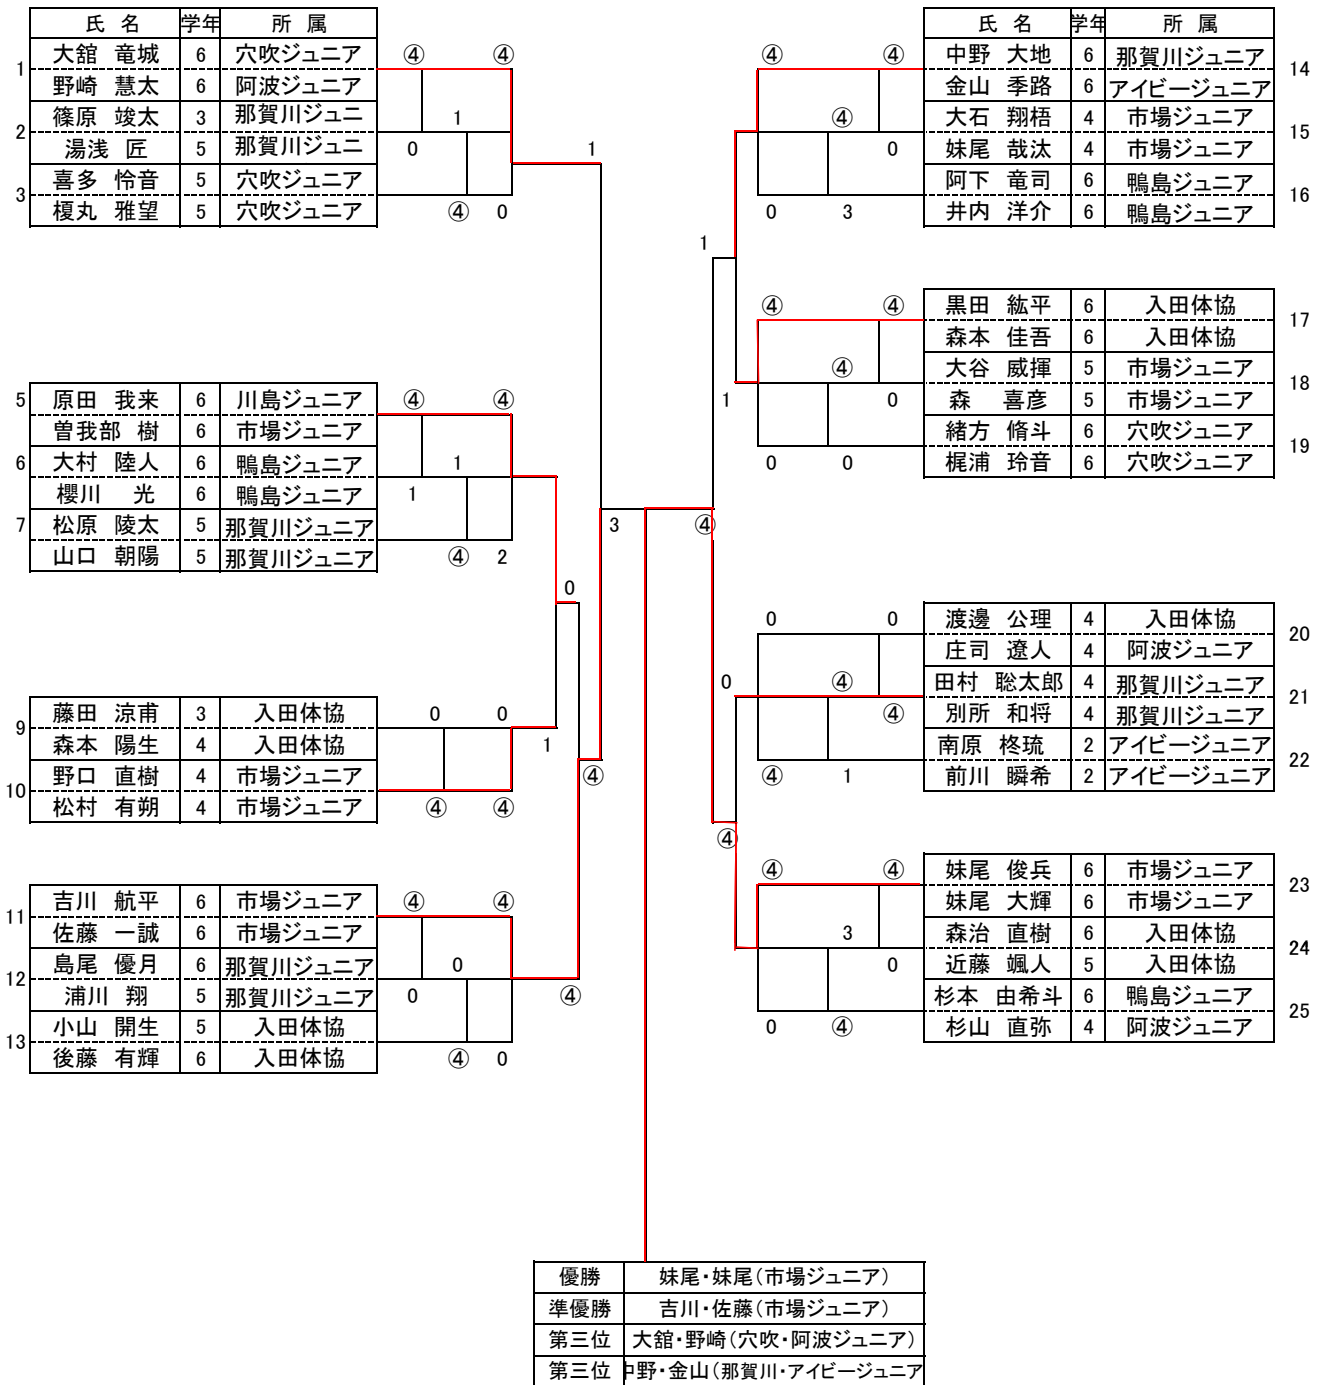 氏 名 学年 所 属
大舘 竜城 6 穴吹ジュニア
1
野崎 慧太 6 阿波ジュニア
篠原 竣太 3 那賀川ジュニ
2
湯浅 匠 5 那賀川ジュニ
喜多 怜音 5 穴吹ジュニア
3
榎丸 雅望 5 穴吹ジュニア
④ ④
1
0
④ 0
1
5 原田 我来 6 川島ジュニア
曽我部 樹 6 市場ジュニア
6 大村 陸人 6 鴨島ジュニア
櫻川 光 6 鴨島ジュニア
7 松原 陵太 5 那賀川ジュニア
山口 朝陽 5 那賀川ジュニア
④ ④
1
1
④ 2
0
藤田 涼甫 3 入田体協
9
森本 陽生 4 入田体協
野口 直樹 4 市場ジュニア
10
松村 有朔 4 市場ジュニア
0 0
④ ④
1
④
吉川 航平 6 市場ジュニア
11
佐藤 一誠 6 市場ジュニア
島尾 優月 6 那賀川ジュニア
12
浦川 翔 5 那賀川ジュニア
小山 開生 5 入田体協
13
後藤 有輝 6 入田体協
④ ④
0
0
④ 0
④
3 ④
氏 名 学年 所 属
中野 大地 6 那賀川ジュニア
14
金山 季路 6 アイビージュニア
大石 翔梧 4 市場ジュニア
15
妹尾 哉汰 4 市場ジュニア
阿下 竜司 6 鴨島ジュニア
16
井内 洋介 6 鴨島ジュニア
④ ④
④
0
0 3
1
黒田 紘平 6 入田体協
17
森本 佳吾 6 入田体協
大谷 威揮 5 市場ジュニア
18
森 喜彦 5 市場ジュニア
緒方 脩斗 6 穴吹ジュニア
19
梶浦 玲音 6 穴吹ジュニア
④ ④
④
0
0 0
1
渡邊 公理 4 入田体協
20
庄司 遼人 4 阿波ジュニア
田村 聡太郎 4 那賀川ジュニア
21
別所 和将 4 那賀川ジュニア
南原 柊琉 2 アイビージュニア
22
前川 瞬希 2 アイビージュニア
0 0
④
④
④ 1
0
④
妹尾 俊兵 6 市場ジュニア
23
妹尾 大輝 6 市場ジュニア
森治 直樹 6 入田体協
24
近藤 颯人 5 入田体協
杉本 由希斗 6 鴨島ジュニア
25
杉山 直弥 4 阿波ジュニア
④ ④
3
0
0 ④
優勝 妹尾・妹尾(市場ジュニア)
準優勝 吉川・佐藤(市場ジュニア)
第三位 大舘・野崎(穴吹・阿波ジュニア)
第三位 中野・金山(那賀川・アイビージュニア